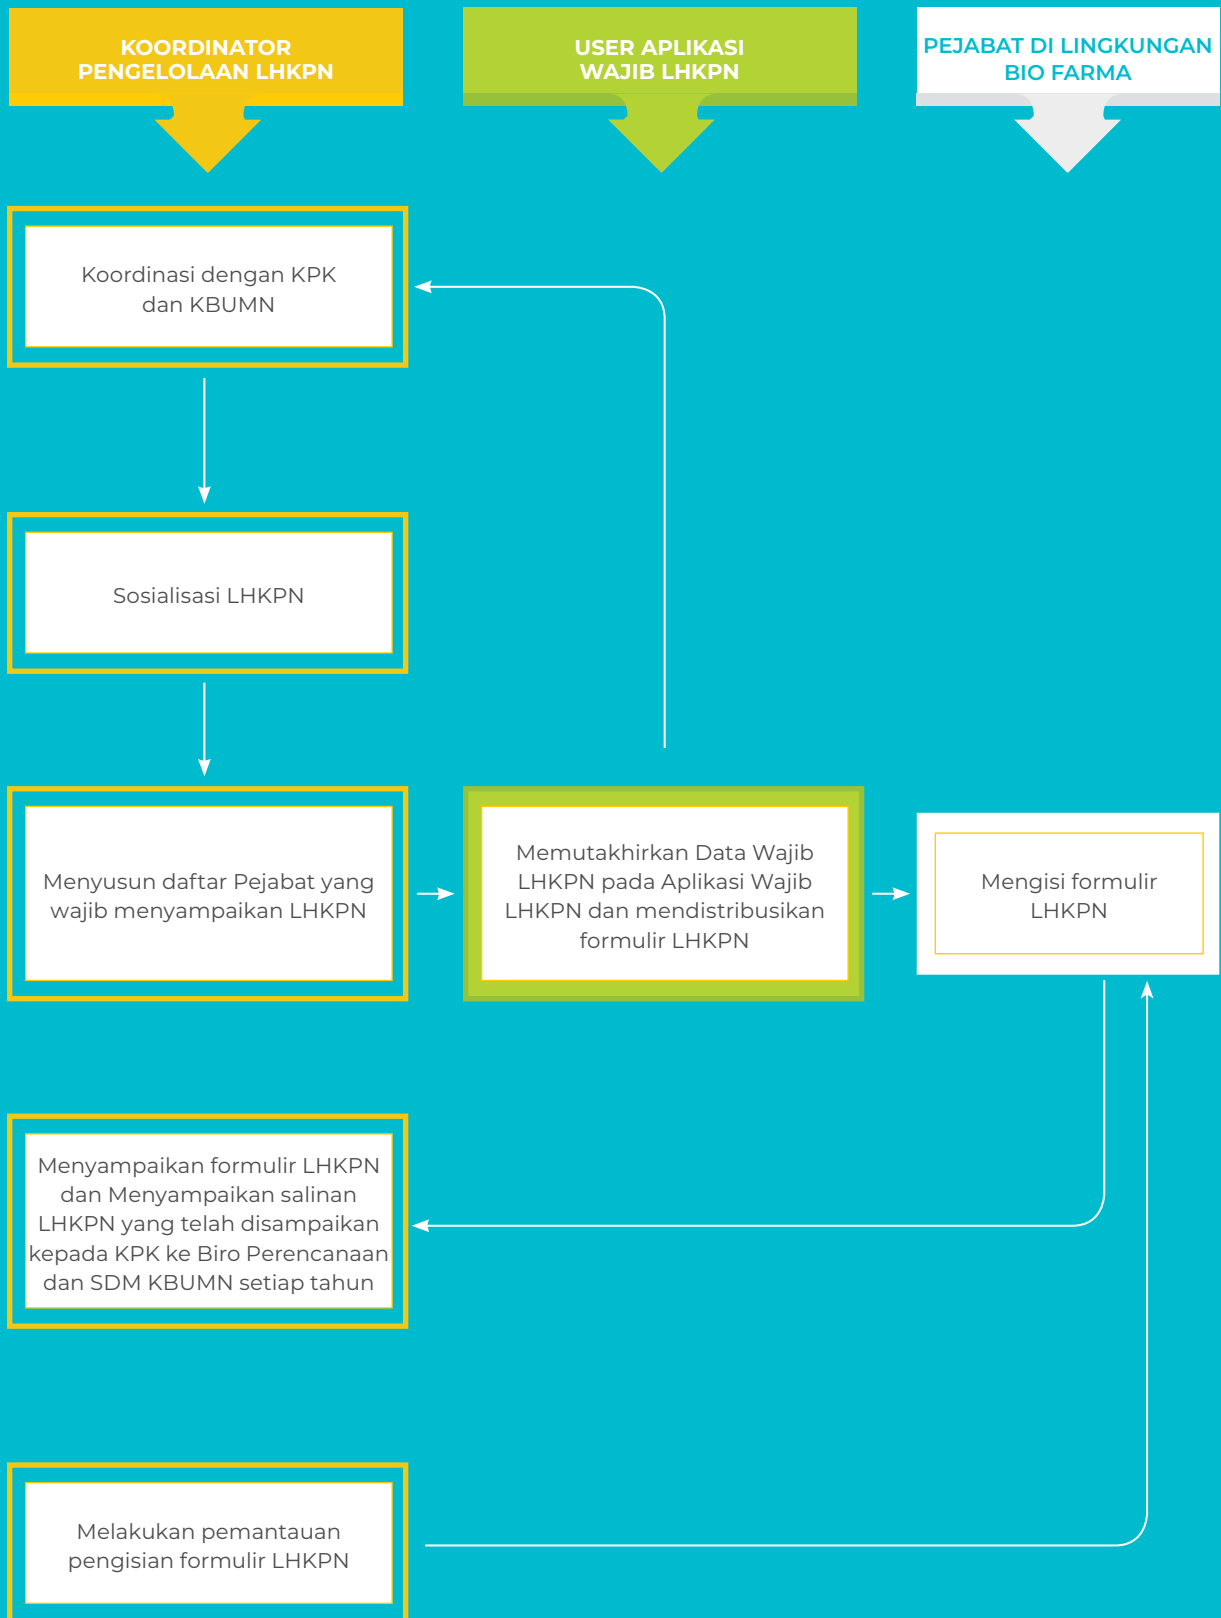 KOORDINATOR
PENGELOLAAN LHKPN
USER APLIKASI
WAJIB LHKPN
PEJABAT DI LINGKUNGAN
BIO FARMA
Koordinasi dengan KPK
dan KBUMN
Sosialisasi LHKPN
Menyusun daftar Pejabat yang
wajib menyampaikan LHKPN
Memutakhirkan Data Wajib
LHKPN pada Aplikasi Wajib
LHKPN dan mendistribusikan
formulir LHKPN
Mengisi formulir
LHKPN
Menyampaikan formulir LHKPN
dan Menyampaikan salinan
LHKPN yang telah disampaikan
kepada KPK ke Biro Perencanaan
dan SDM KBUMN setiap tahun
Melakukan pemantauan
pengisian formulir LHKPN